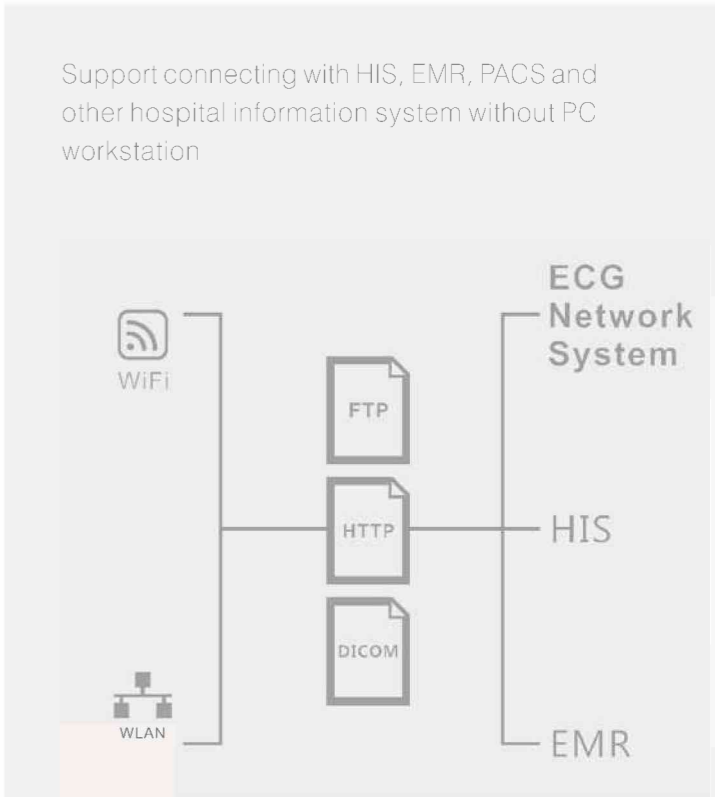 Support connecting with HIS, EMR, PACS and
other hospital information system without PC
workstation
ECG
Network
System
WiFi
FTP
HTTP
HIS
DICOM
WLAN
EMR